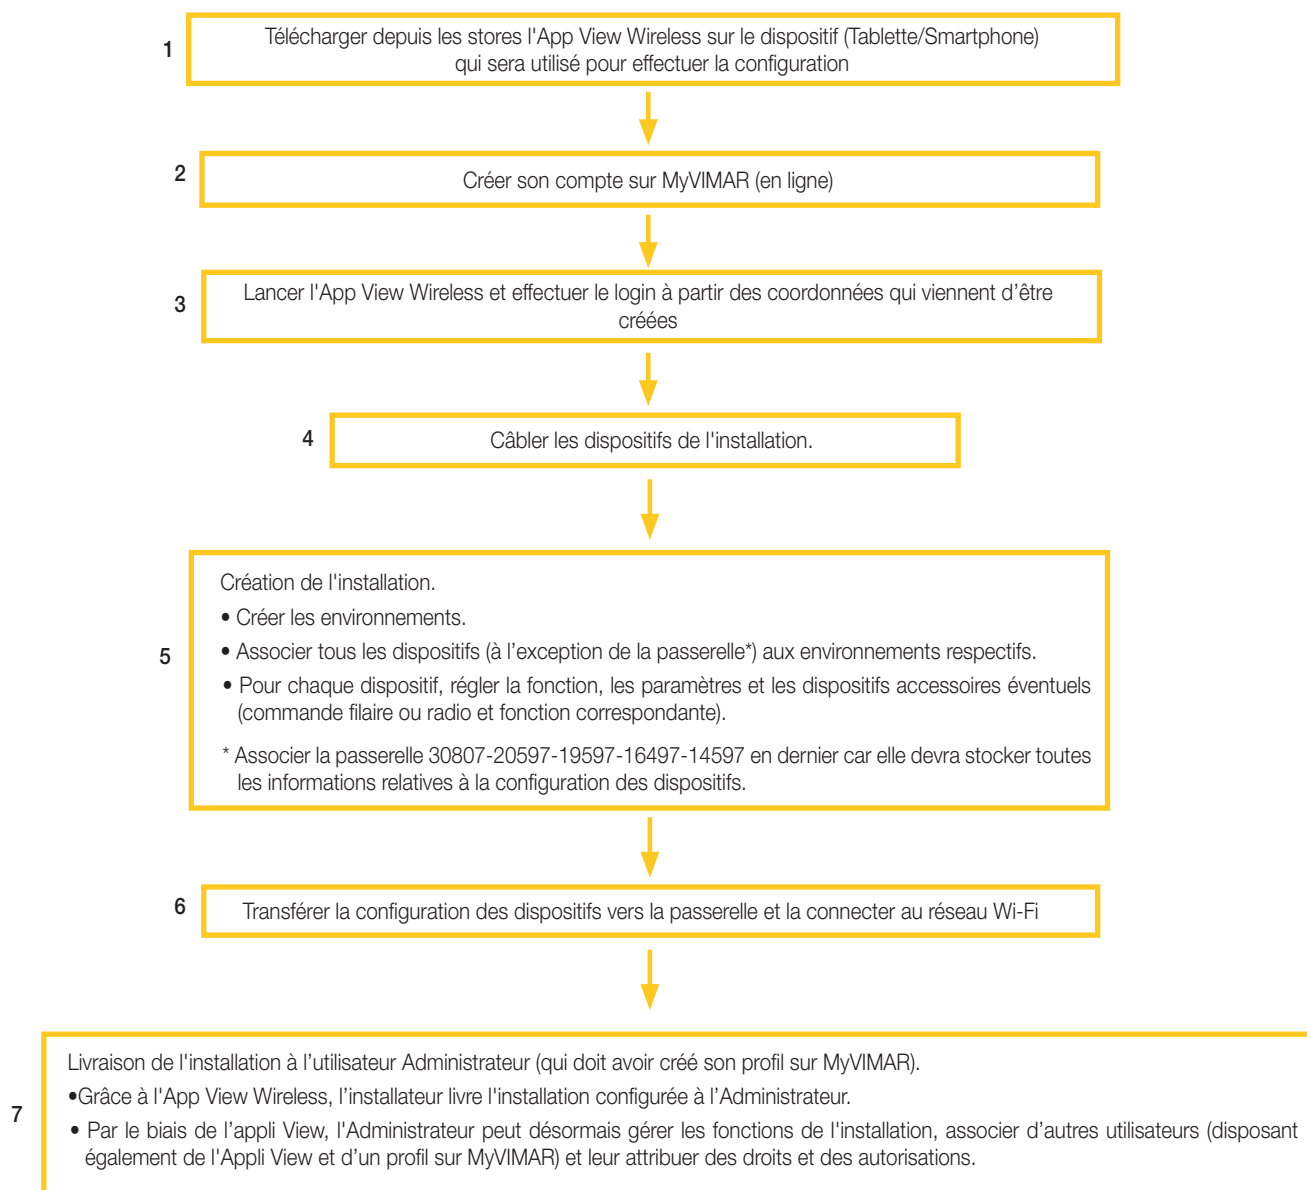 1
Télécharger depuis les stores l'App View Wireless sur le dispositif (Tablette/Smartphone)
qui sera utilisé pour effectuer la configuration
2
Créer son compte sur MyVIMAR (en ligne)
3
Lancer l'App View Wireless et effectuer le login à partir des coordonnées qui viennent d’être
créées
4
Câbler les dispositifs de l'installation.
5
Création de l'installation.
• Créer les environnements.
• Associer tous les dispositifs (à l’exception de la passerelle*) aux environnements respectifs.
• Pour chaque dispositif, régler la fonction, les paramètres et les dispositifs accessoires éventuels
(commande filaire ou radio et fonction correspondante).
* Associer la passerelle 30807-20597-19597-16497-14597 en dernier car elle devra stocker toutes
les informations relatives à la configuration des dispositifs.
6
Transférer la configuration des dispositifs vers la passerelle et la connecter au réseau Wi-Fi
7
Livraison de l'installation à l’utilisateur Administrateur (qui doit avoir créé son profil sur MyVIMAR).
•Grâce à l'App View Wireless, l’installateur livre l'installation configurée à l’Administrateur.
• Par le biais de l’appli View, l'Administrateur peut désormais gérer les fonctions de l'installation, associer d’autres utilisateurs (disposant
également de l'Appli View et d’un profil sur MyVIMAR) et leur attribuer des droits et des autorisations.